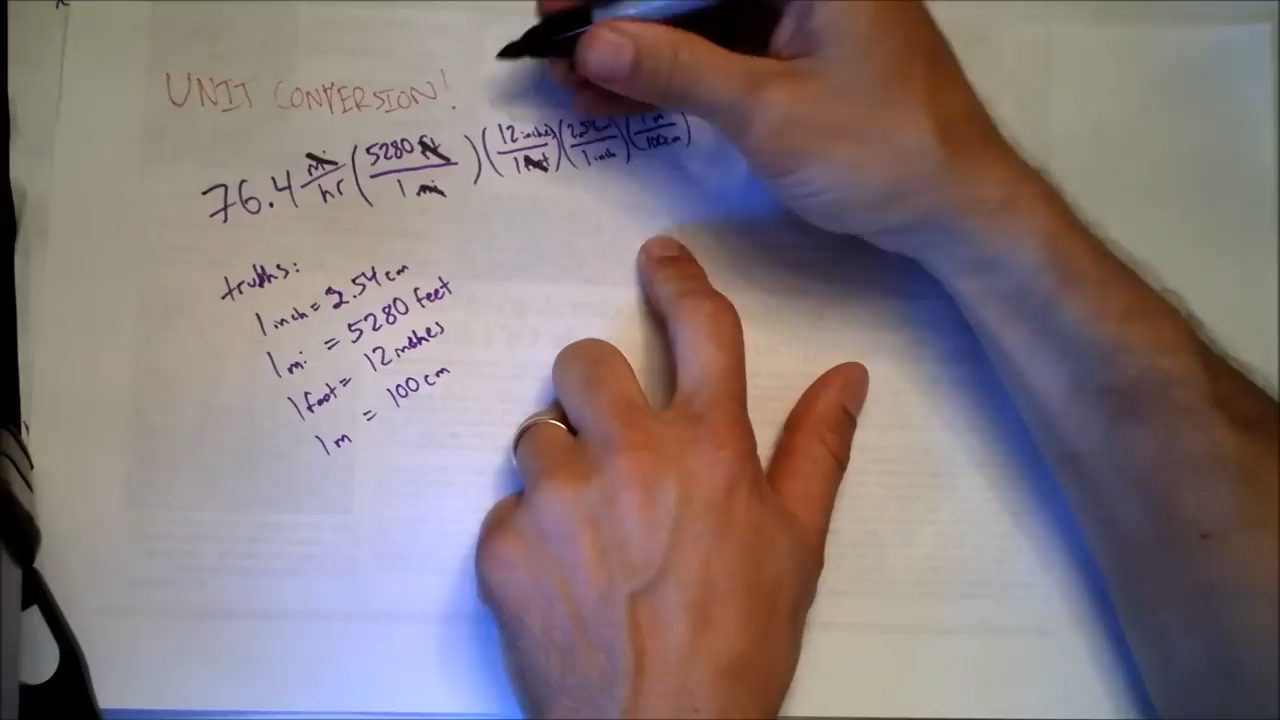 UNIT CONVERSION!
76.4 mi/hr (5280 ft/1 mi) (12 inches/1 foot) (2.54 cm/1 inch) (1 m/100 cm)
truths:
1 inch = 2.54 cm
1 mi = 5280 feet
1 foot = 12 inches
1 m = 100 cm